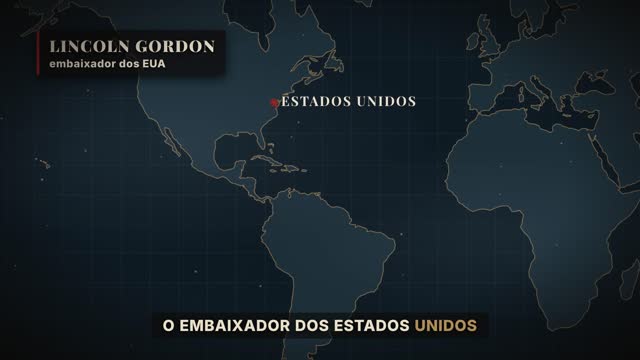 LINCOLN GORDON
embaixador dos EUA
ESTADOS UNIDOS
O EMBAIXADOR DOS ESTADOS UNIDOS